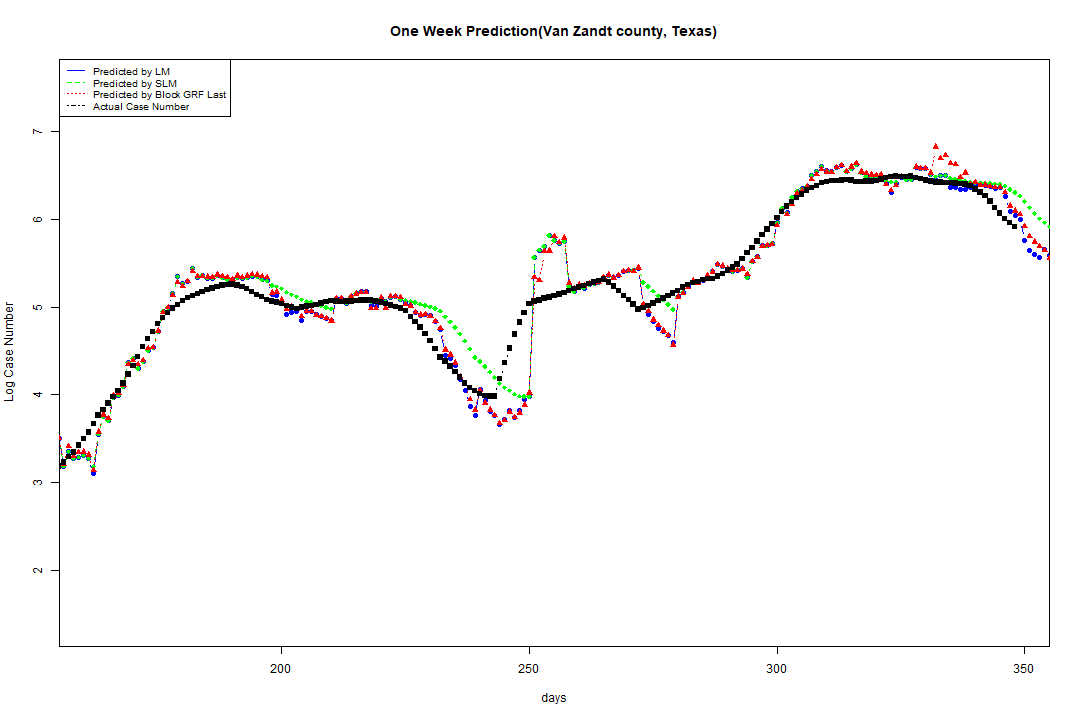 One Week Prediction(Van Zandt county, Texas)
Predicted by LM
Predicted by SLM
Predicted by Block GRF Last
Actual Case Number
7
6
5
4
3
2
Log Case Number
200
250
300
350
days